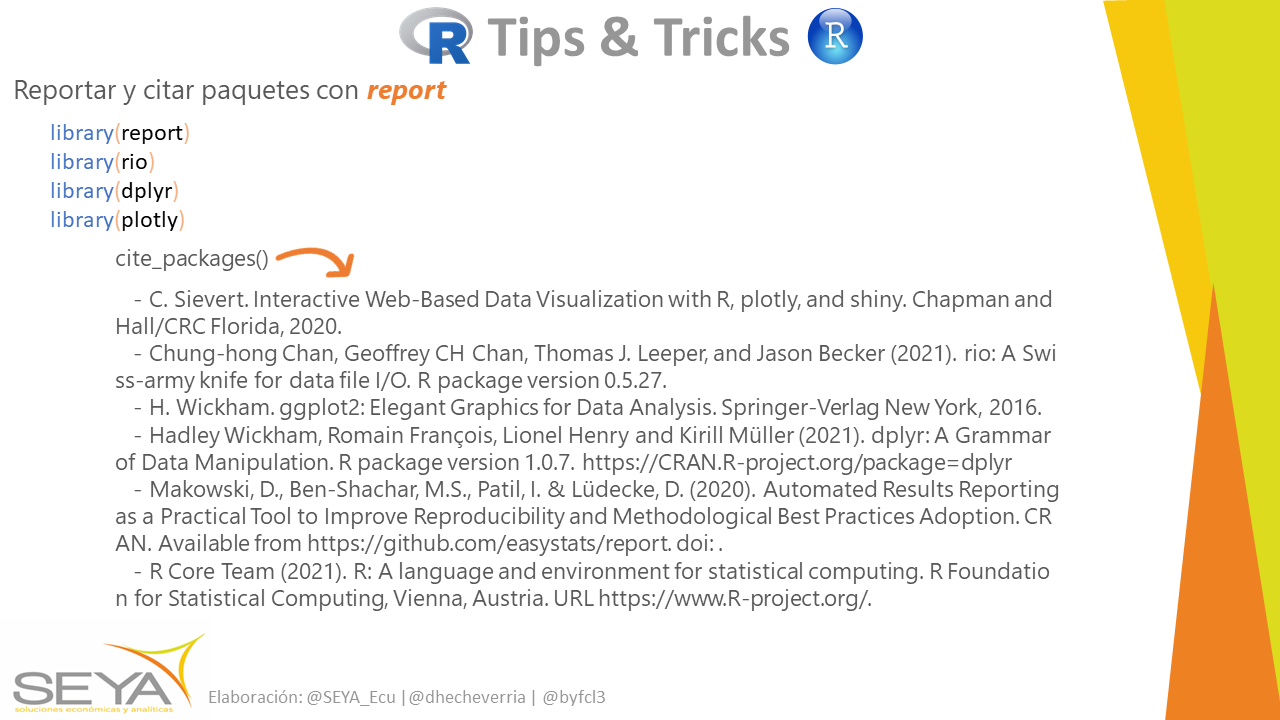 R Tips & Tricks R
Reportar y citar paquetes con report
library(report)
library(rio)
library(dplyr)
library(plotly)
cite_packages()
- C. Sievert. Interactive Web-Based Data Visualization with R, plotly, and shiny. Chapman and
Hall/CRC Florida, 2020.
- Chung-hong Chan, Geoffrey CH Chan, Thomas J. Leeper, and Jason Becker (2021). rio: A Swi
ss-army knife for data file I/O. R package version 0.5.27.
- H. Wickham. ggplot2: Elegant Graphics for Data Analysis. Springer-Verlag New York, 2016.
- Hadley Wickham, Romain François, Lionel Henry and Kirill Müller (2021). dplyr: A Grammar
of Data Manipulation. R package version 1.0.7. https://CRAN.R-project.org/package=dplyr
- Makowski, D., Ben-Shachar, M.S., Patil, I. & Lüdecke, D. (2020). Automated Results Reporting
as a Practical Tool to Improve Reproducibility and Methodological Best Practices Adoption. CR
AN. Available from https://github.com/easystats/report. doi: .
- R Core Team (2021). R: A language and environment for statistical computing. R Foundatio
n for Statistical Computing, Vienna, Austria. URL https://www.R-project.org/.
SEYA
soluciones económicas y analíticas
Elaboración: @SEYA_Ecu |@dhecheverria | @byfcl3